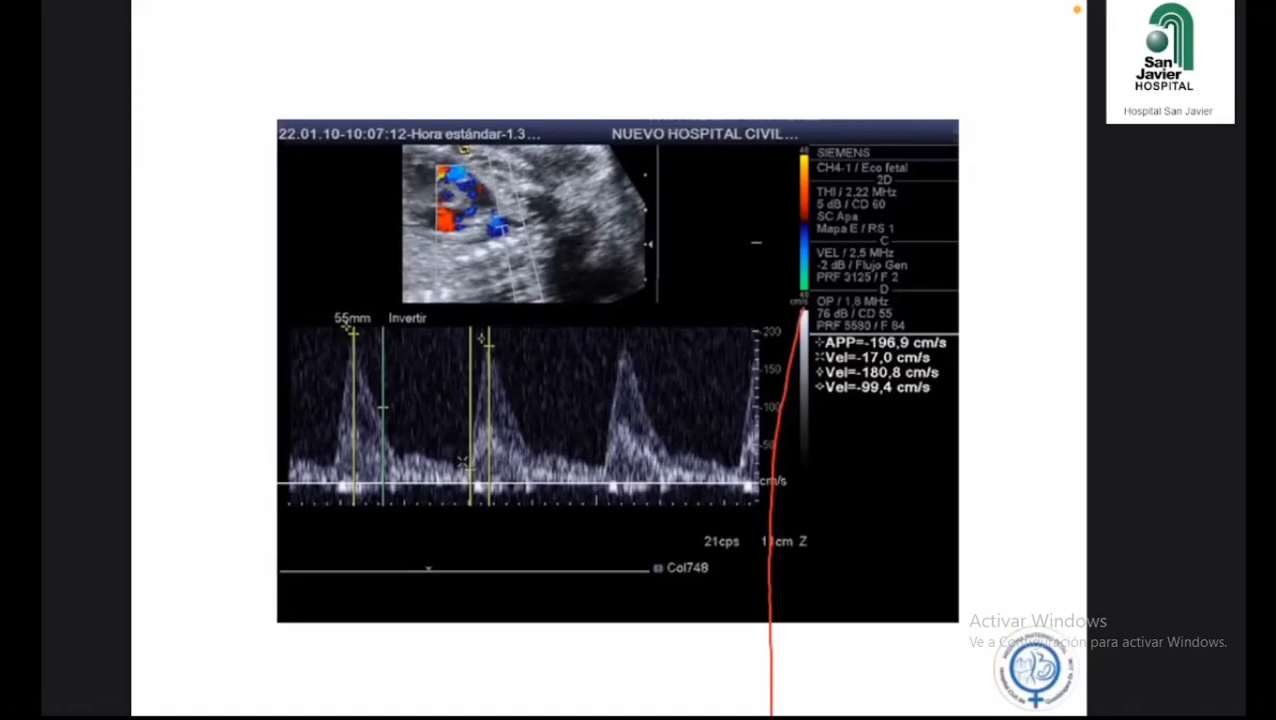 San
Javier
HOSPITAL
Hospital San Javier
22.01.10-10:07:12-Hora estándar-1.3...
NUEVO HOSPITAL CIVIL...
SIEMENS
CH4-1 / Eco fetal
2D
THI / 2,22 MHz
5 dB / CD 60
SC Apa
Mapa E / RS 1
C
VEL / 2,5 MHz
-2 dB / Flujo Gen
PRF 3125 / F 2
D
OP / 1,8 MHz
76 dB / CD 55
PRF 5580 / F 64
APP=-196,9 cm/s
Vel=-17,0 cm/s
Vel=-180,8 cm/s
Vel=-99,4 cm/s
48
48
cm/s
55mm
Invertir
-200
-150
-100
-50
cm/s
21cps
11cm Z
Col748
Activar Windows
Ve a Configuración para activar Windows.